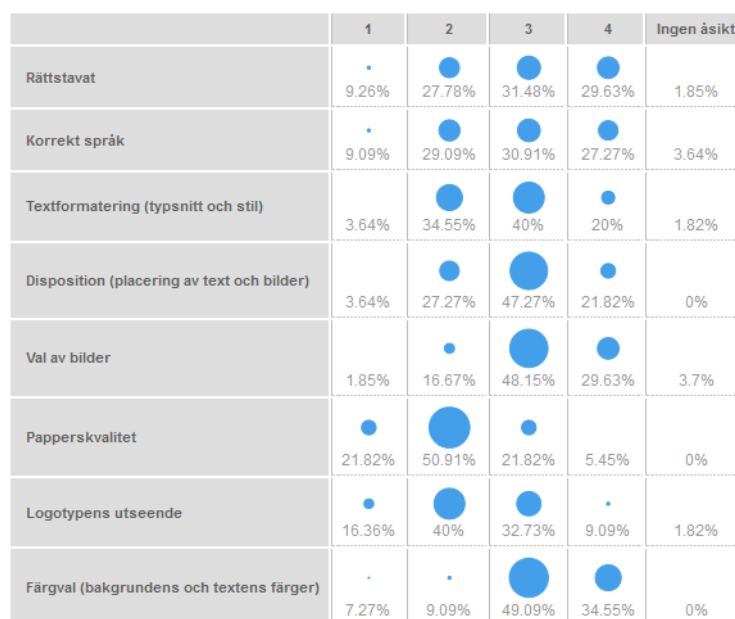 1 2 3 4 Ingen åsikt
Rättstavat 9.26% 27.78% 31.48% 29.63% 1.85%
Korrekt språk 9.09% 29.09% 30.91% 27.27% 3.64%
Textformatering (typsnitt och stil) 3.64% 34.55% 40% 20% 1.82%
Disposition (placering av text och bilder) 3.64% 27.27% 47.27% 21.82% 0%
Val av bilder 1.85% 16.67% 48.15% 29.63% 3.7%
Papperskvalitet 21.82% 50.91% 21.82% 5.45% 0%
Logotypens utseende 16.36% 40% 32.73% 9.09% 1.82%
Färgval (bakgrundens och textens färger) 7.27% 9.09% 49.09% 34.55% 0%